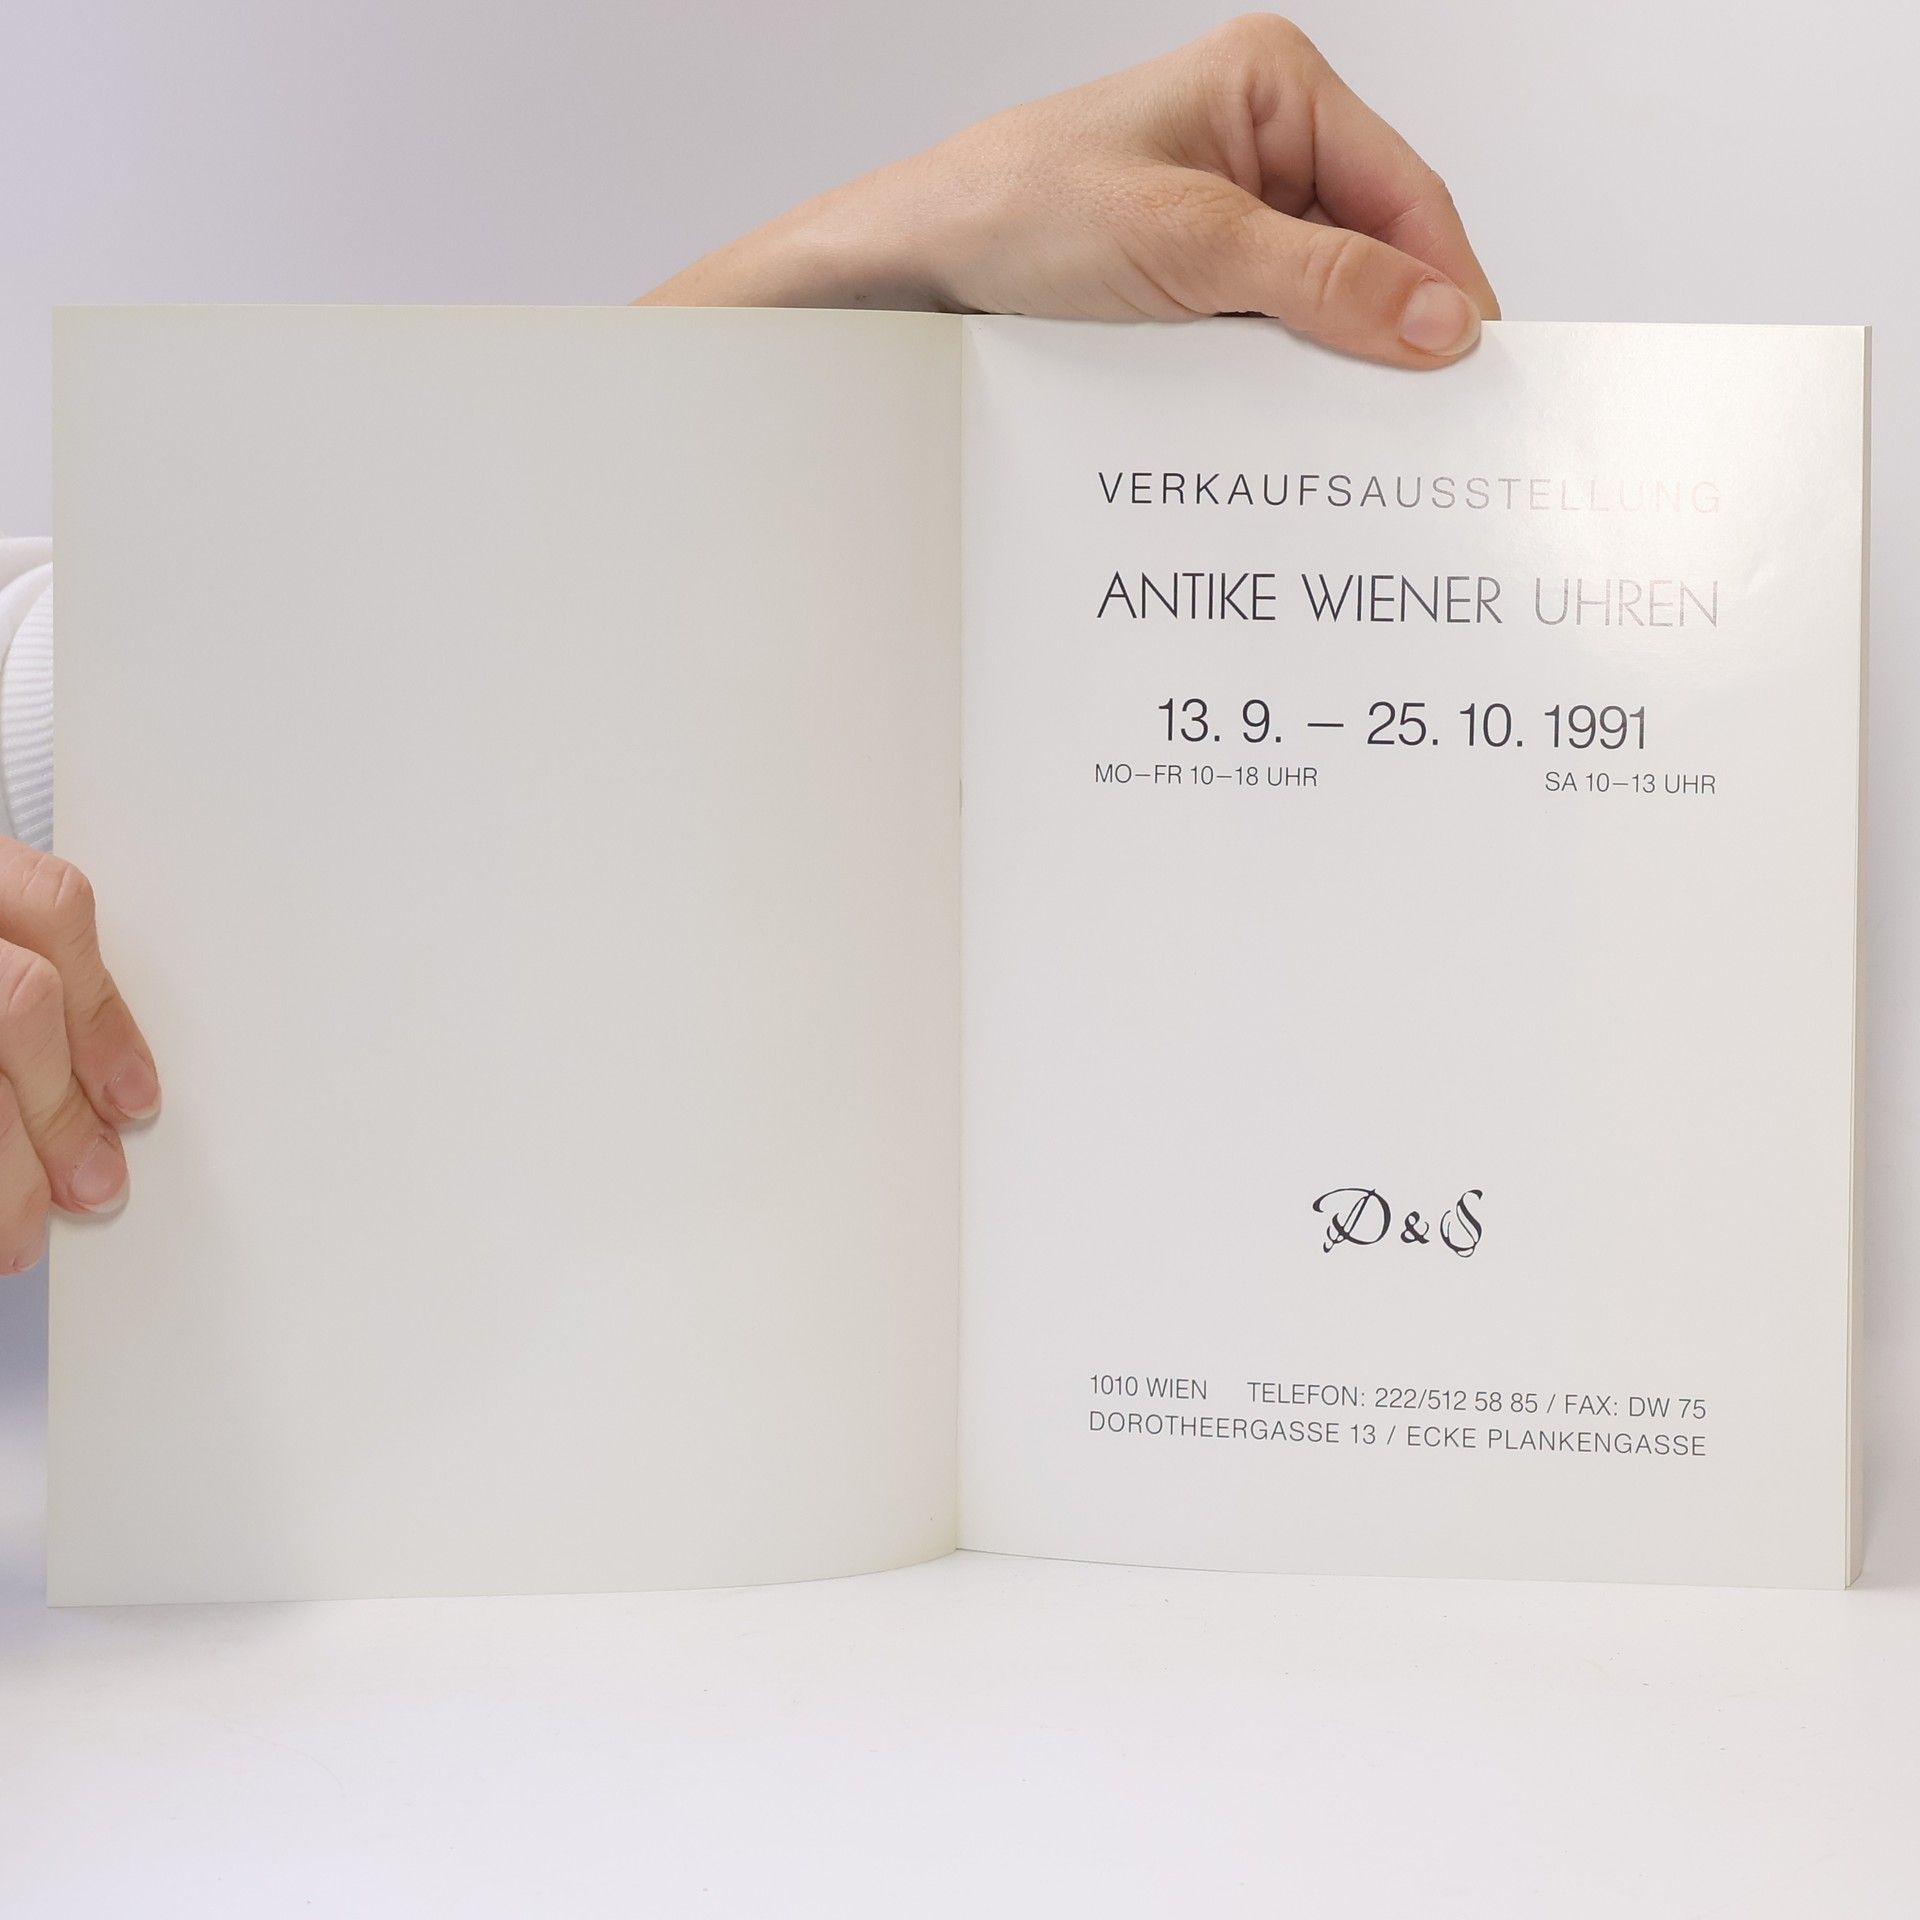 VERKAUFSAUSSTELLUNG
ANTIKE WIENER UHREN
13. 9. – 25. 10. 1991
MO–FR 10–18 UHR SA 10–13 UHR
D & S
1010 WIEN TELEFON: 222/512 58 85 / FAX: DW 75
DOROTHEERGASSE 13 / ECKE PLANKENGASSE